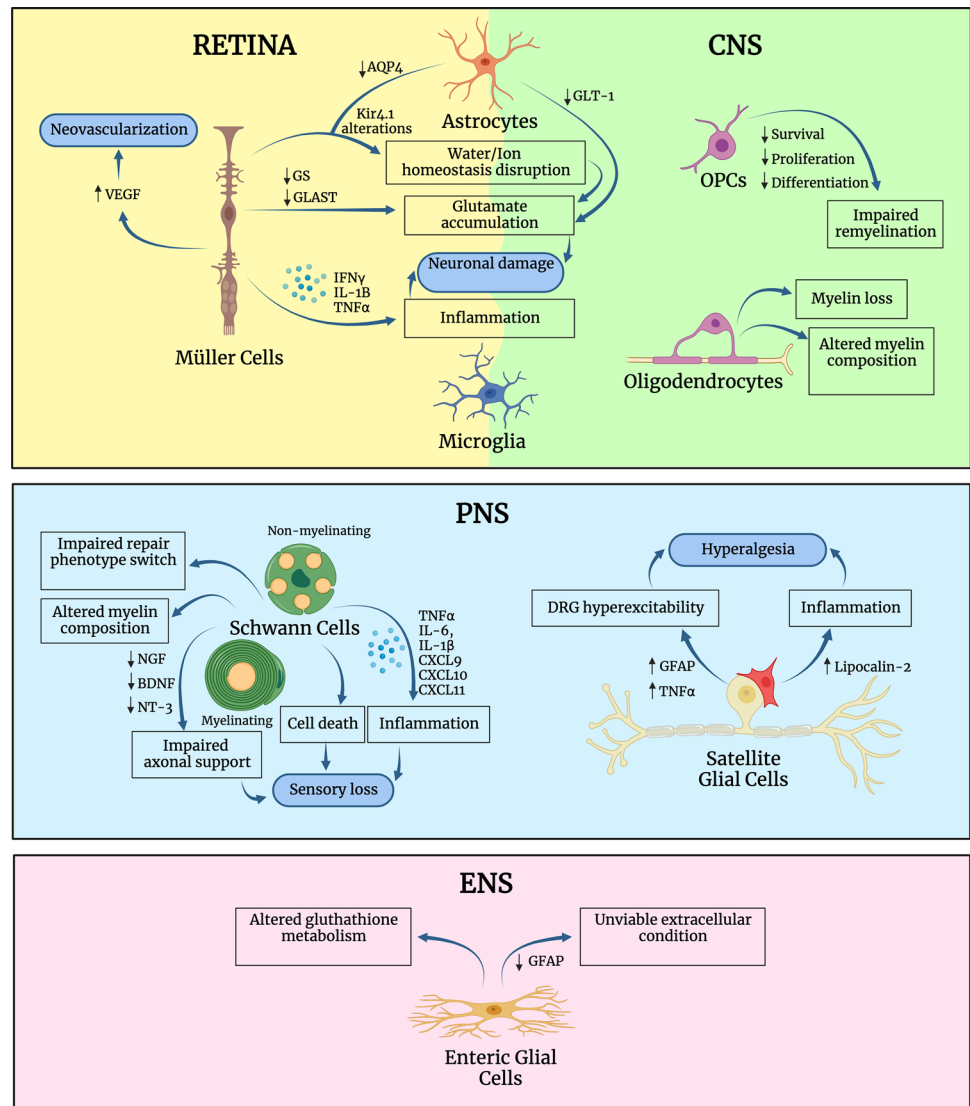 RETINA
CNS
↓AQP4
Kir4.1
alterations
Astrocytes
↓GLT-1
Neovascularization
↑ VEGF
↓GS
↓GLAST
Water/Ion
homeostasis disruption
Glutamate
accumulation
Neuronal damage
IFNγ
IL-1B
TNFα
Inflammation
Müller Cells
Microglia
OPCs
↓ Survival
↓ Proliferation
↓ Differentiation
Impaired
remyelination
Myelin loss
Altered myelin
composition
Oligodendrocytes
PNS
Non-myelinating
Impaired repair
phenotype switch
Altered myelin
composition
Schwann Cells
↓ NGF
↓ BDNF
↓ NT-3
Myelinating
TNFα
IL-6,
IL-1β
CXCL9
CXCL10
CXCL11
Impaired
axonal support
Cell death
Inflammation
Sensory loss
Hyperalgesia
DRG hyperexcitability
Inflammation
↑ GFAP
↑ TNFα
↑ Lipocalin-2
Satellite
Glial Cells
ENS
Altered gluthathione
metabolism
Unviable extracellular
condition
↓ GFAP
Enteric Glial
Cells